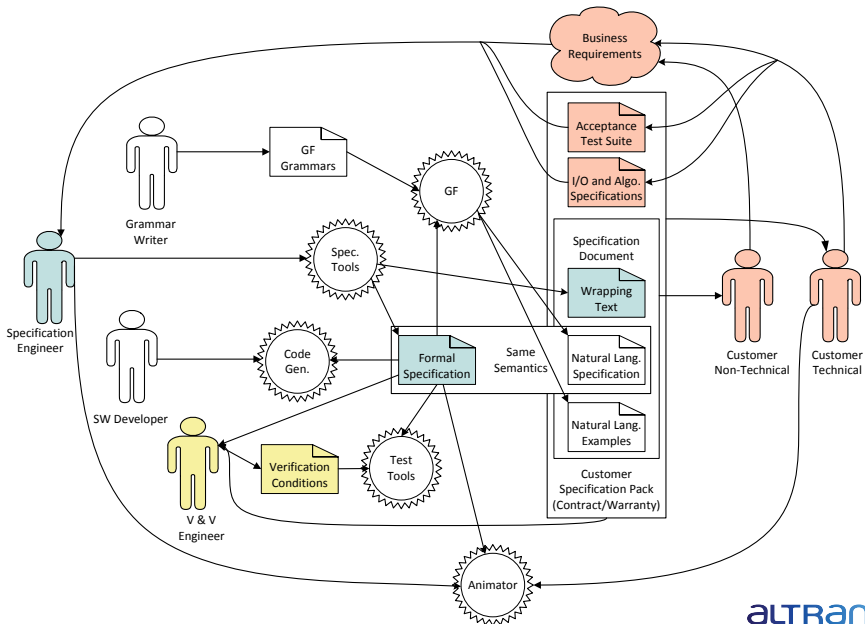 Business
Requirements
Acceptance
Test Suite
GF
Grammars
I/O and Algo.
Specifications
GF
Grammar
Writer
Specification
Document
Spec.
Tools
Wrapping
Text
Specification
Engineer
Customer
Non-Technical
Customer
Technical
Code
Gen.
Formal
Specification
Same
Semantics
Natural Lang.
Specification
SW Developer
Natural Lang.
Examples
Verification
Conditions
Test
Tools
Customer
Specification Pack
(Contract/Warranty)
V & V
Engineer
Animator
ALTRAN